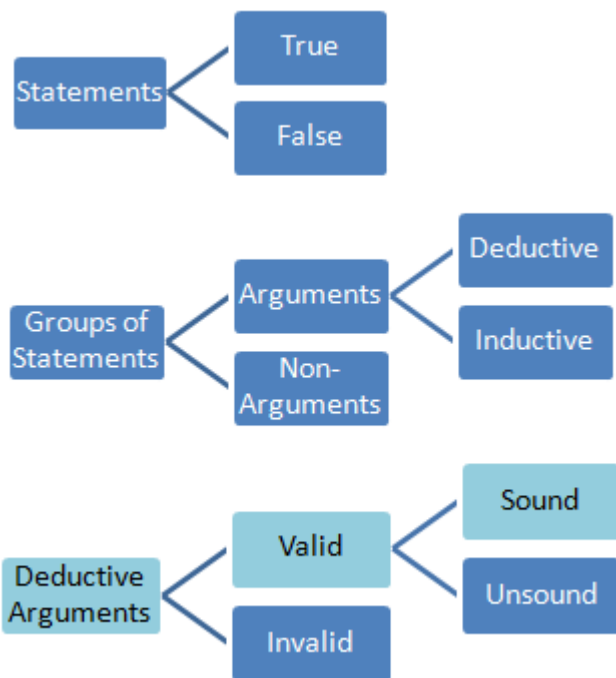 True
Statements
False
Deductive
Arguments
Inductive
Groups of
Statements
Non-
Arguments
Sound
Valid
Deductive
Arguments
Unsound
Invalid